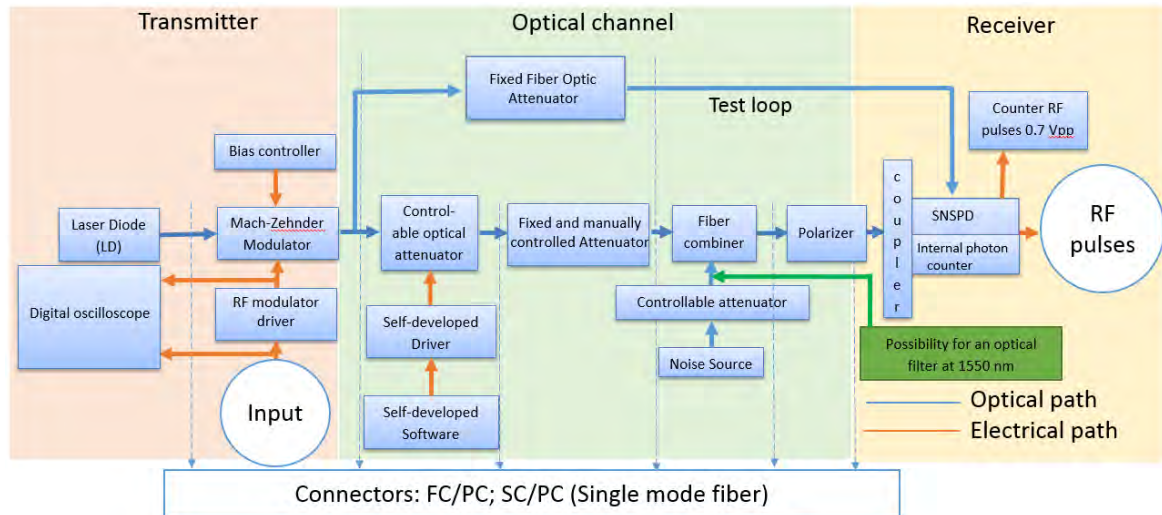 Transmitter
Optical channel
Receiver
Fixed Fiber Optic
Attenuator
Test loop
Counter RF
pulses 0.7 Vpp
Bias controller
Laser Diode
(LD)
Mach-Zehnder
Modulator
Control-
able optical
attenuator
Fixed and manually
controlled Attenuator
Fiber
combiner
Polarizer
coupler
SNSPD
Internal photon
counter
RF
pulses
Digital oscilloscope
RF modulator
driver
Self-developed
Driver
Controllable attenuator
Possibility for an optical
filter at 1550 nm
Noise Source
Input
Self-developed
Software
Optical path
Electrical path
Connectors: FC/PC; SC/PC (Single mode fiber)